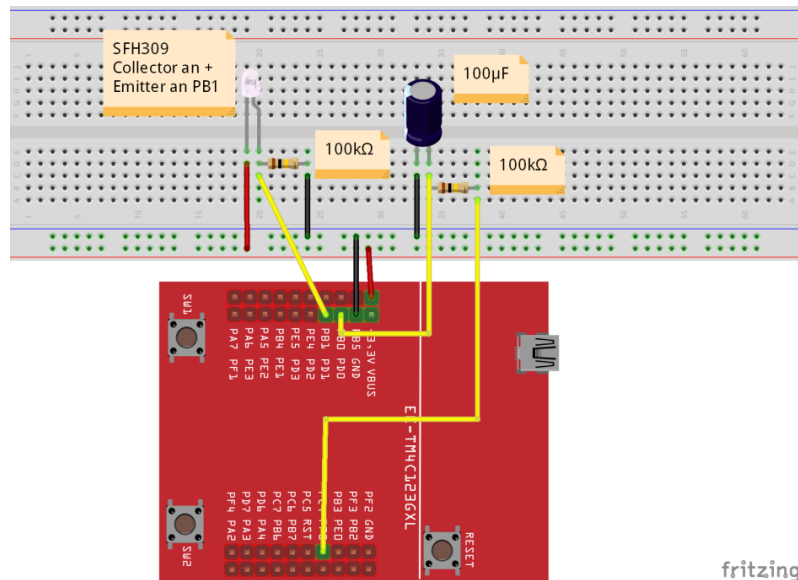 SFH309
Collector an +
Emitter an PB1
100µF
100kΩ
100kΩ
SW1
PA7 PF1
PA6 PE3
PA5 PE2
PB4 PE1
PE5 PD3
PE4 PD2
PB1 PD1
PB0 PD0
PB5 GND
+3.3V VBUS
TM4C123GXL
PF4 PA2
PD7 PA3
PD6 PA4
PC7 PB6
PC6 PB7
PC5 RST
PB3 PE0
PF3 PB2
PF2 GND
SW2
RESET
fritzing